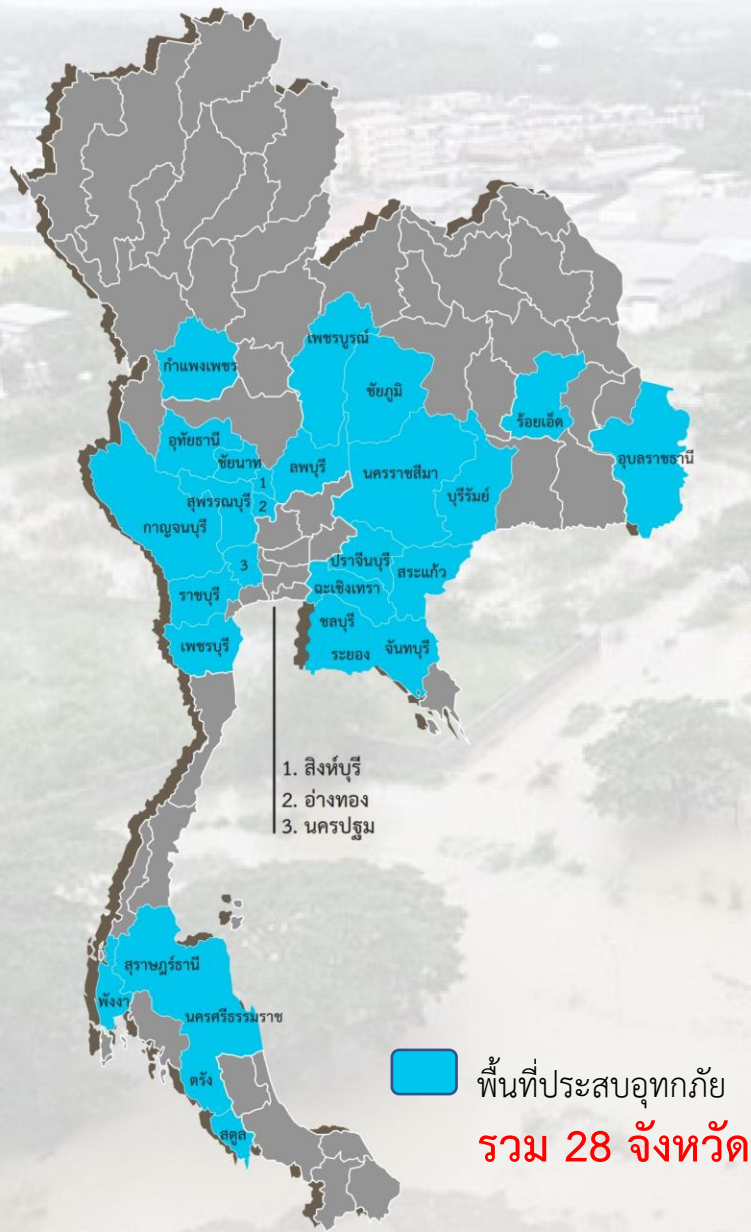 เพชรบูรณ์
กำแพงเพชร
ชัยภูมิ
ร้อยเอ็ด
อุทัยธานี
อุบลราชธานี
ชัยนาท
ลพบุรี
นครราชสีมา
1
สุพรรณบุรี
2
บุรีรัมย์
กาญจนบุรี
ปราจีนบุรี
3
สระแก้ว
ราชบุรี
ฉะเชิงเทรา
ชลบุรี
เพชรบุรี
ระยอง
จันทบุรี
1. สิงห์บุรี
2. อ่างทอง
3. นครปฐม
สุราษฎร์ธานี
พังงา
นครศรีธรรมราช
ตรัง
สตูล
พื้นที่ประสบอุทกภัย
รวม 28 จังหวัด